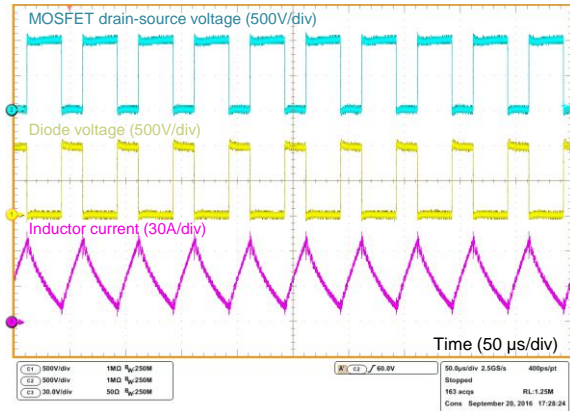 MOSFET drain-source voltage (500V/div)
2
Diode voltage (500V/div)
1
Inductor current (30A/div)
3
Time (50 µs/div)
C1 500V/div 1MΩ BW:250M
C2 500V/div 1MΩ BW:250M
C3 30.0V/div 50Ω BW:250M
A' C2 60.0V
50.0µs/div 2.5GS/s 400ps/pt
Stopped
163 acqs RL:1.25M
Cons September 20, 2016 17:28:24